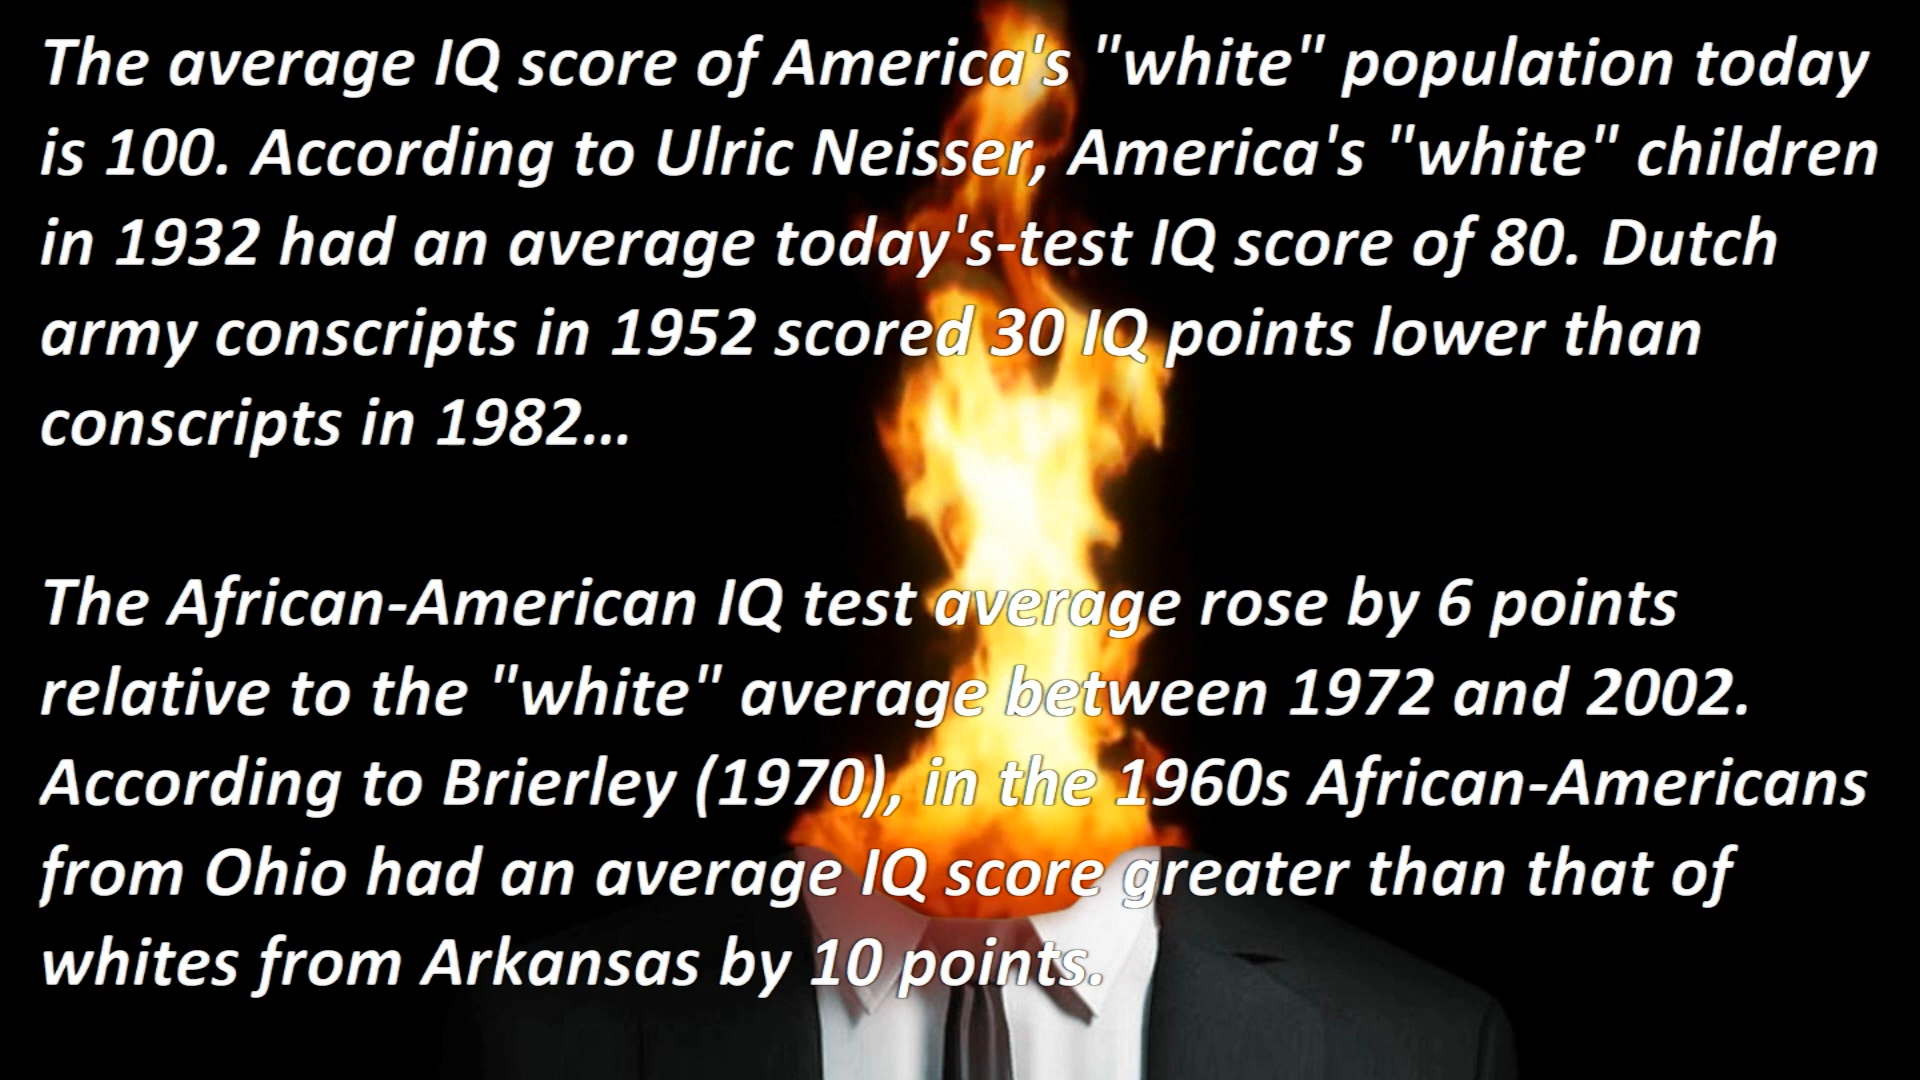 The average IQ score of America's "white" population today
is 100. According to Ulric Neisser, America's "white" children
in 1932 had an average today's-test IQ score of 80. Dutch
army conscripts in 1952 scored 30 IQ points lower than
conscripts in 1982...
The African-American IQ test average rose by 6 points
relative to the "white" average between 1972 and 2002.
According to Brierley (1970), in the 1960s African-Americans
from Ohio had an average IQ score greater than that of
whites from Arkansas by 10 points.